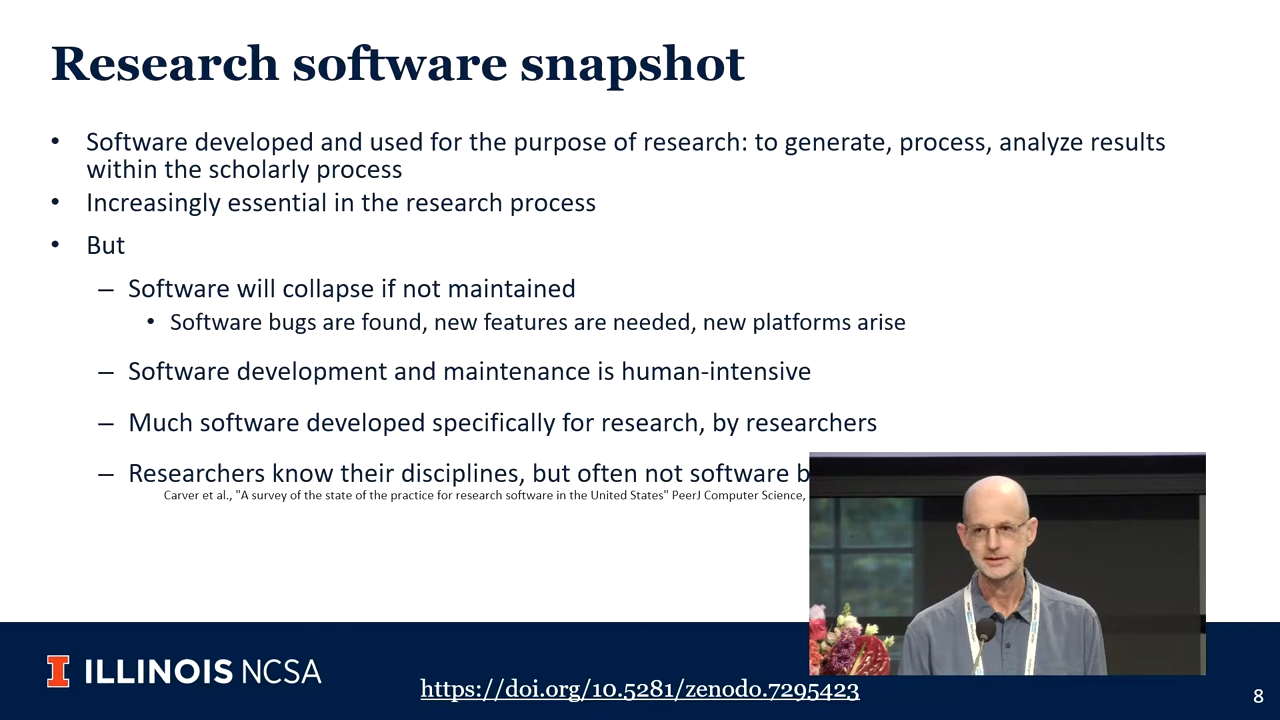 Research software snapshot
• Software developed and used for the purpose of research: to generate, process, analyze results
within the scholarly process
• Increasingly essential in the research process
• But
– Software will collapse if not maintained
• Software bugs are found, new features are needed, new platforms arise
– Software development and maintenance is human-intensive
– Much software developed specifically for research, by researchers
– Researchers know their disciplines, but often not software b
Carver et al., "A survey of the state of the practice for research software in the United States" PeerJ Computer Science,
I ILLINOIS NCSA
https://doi.org/10.5281/zenodo.7295423
8